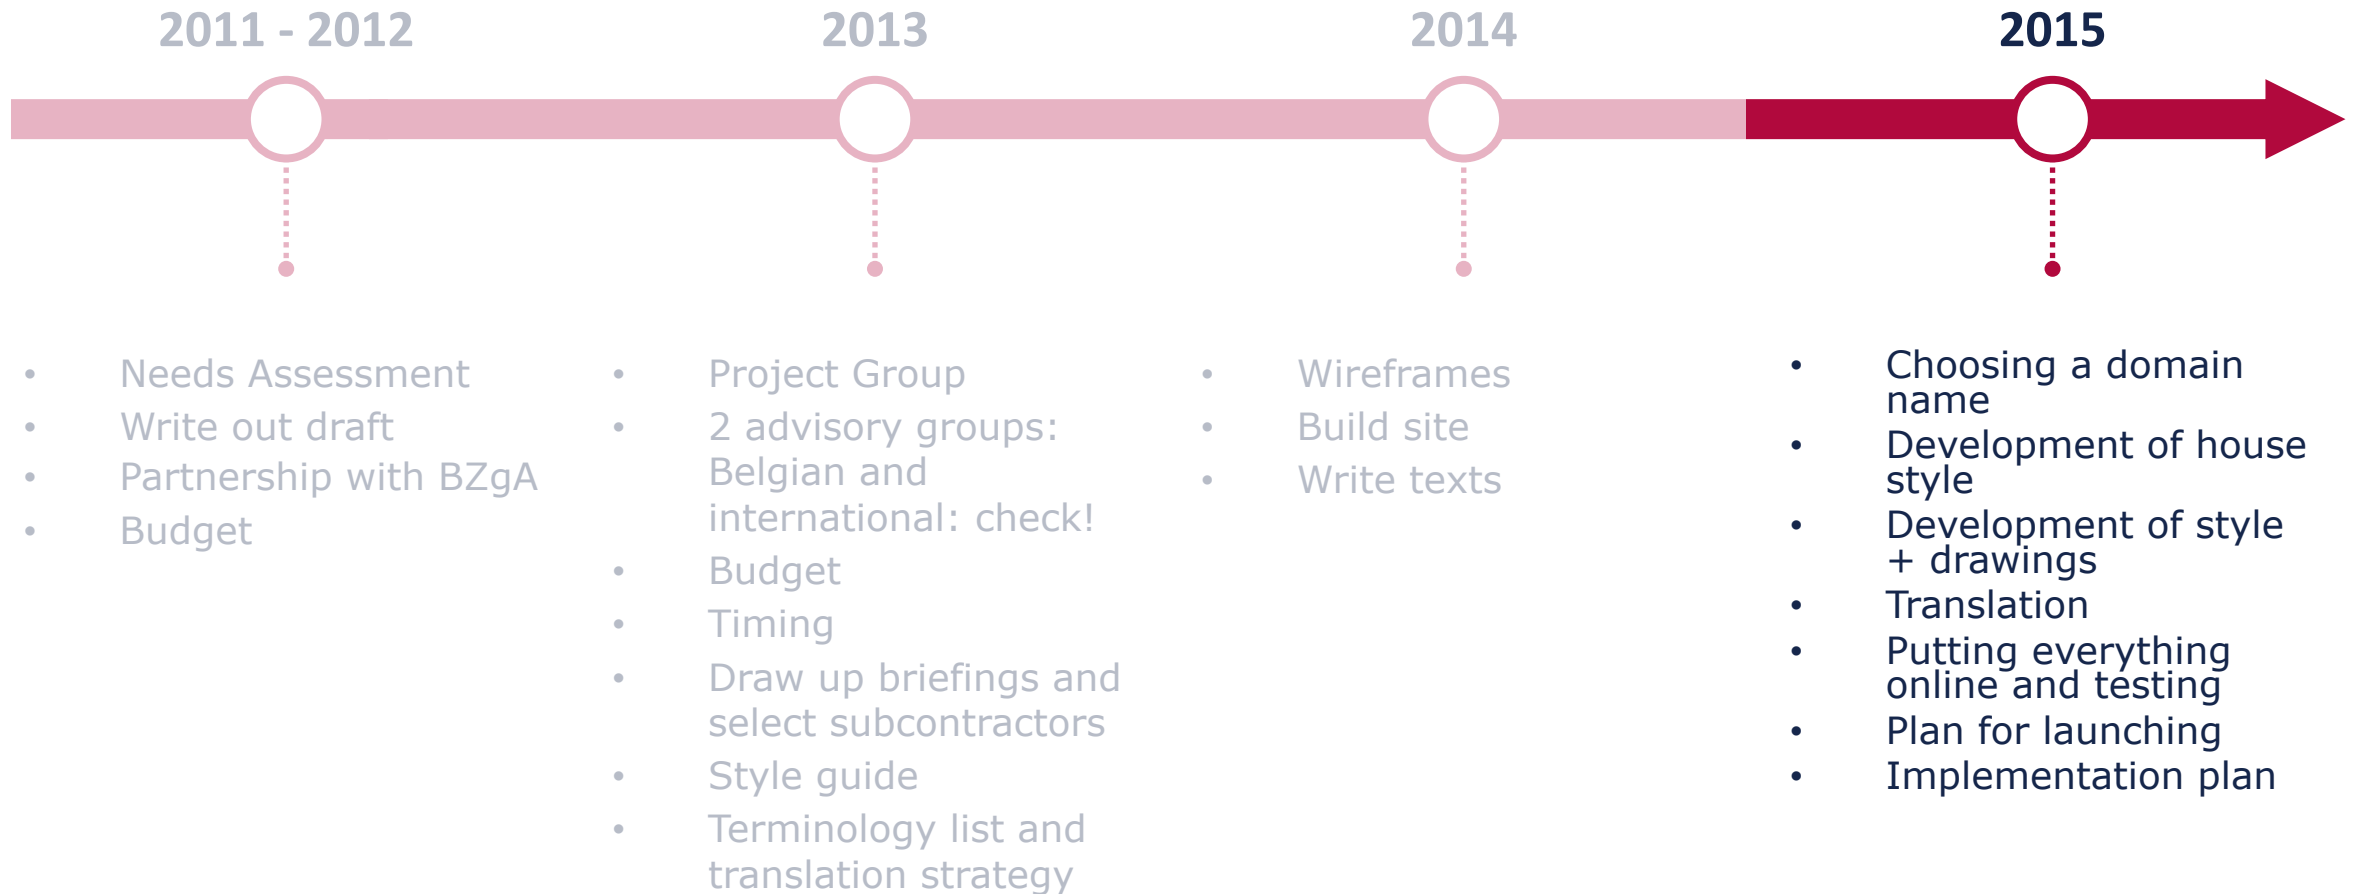 2011 - 2012
2013
2014
2015
• Needs Assessment
• Write out draft
• Partnership with BZgA
• Budget
• Project Group
• 2 advisory groups:
Belgian and
international: check!
• Budget
• Timing
• Draw up briefings and
select subcontractors
• Style guide
• Terminology list and
translation strategy
• Wireframes
• Build site
• Write texts
• Choosing a domain
name
• Development of house
style
• Development of style
+ drawings
• Translation
• Putting everything
online and testing
• Plan for launching
• Implementation plan